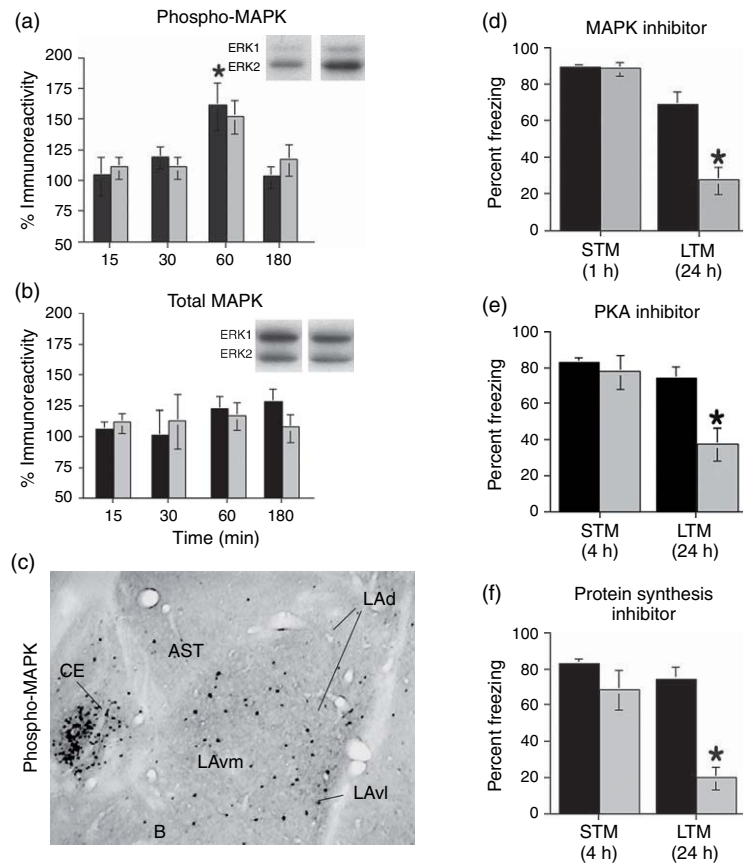 (a)
Phospho-MAPK
ERK1
ERK2
% Immunoreactivity
200
175
150
125
100
75
50
*
15 30 60 180
(b)
Total MAPK
ERK1
ERK2
% Immunoreactivity
200
175
150
125
100
75
50
15 30 60 180
Time (min)
(c)
Phospho-MAPK
LAd
AST
CE
LAvm
LAvl
B
(d)
MAPK inhibitor
Percent freezing
100
80
60
40
20
0
*
STM LTM
(1 h) (24 h)
(e)
PKA inhibitor
Percent freezing
100
80
60
40
20
0
*
STM LTM
(4 h) (24 h)
(f)
Protein synthesis
inhibitor
Percent freezing
100
80
60
40
20
0
*
STM LTM
(4 h) (24 h)